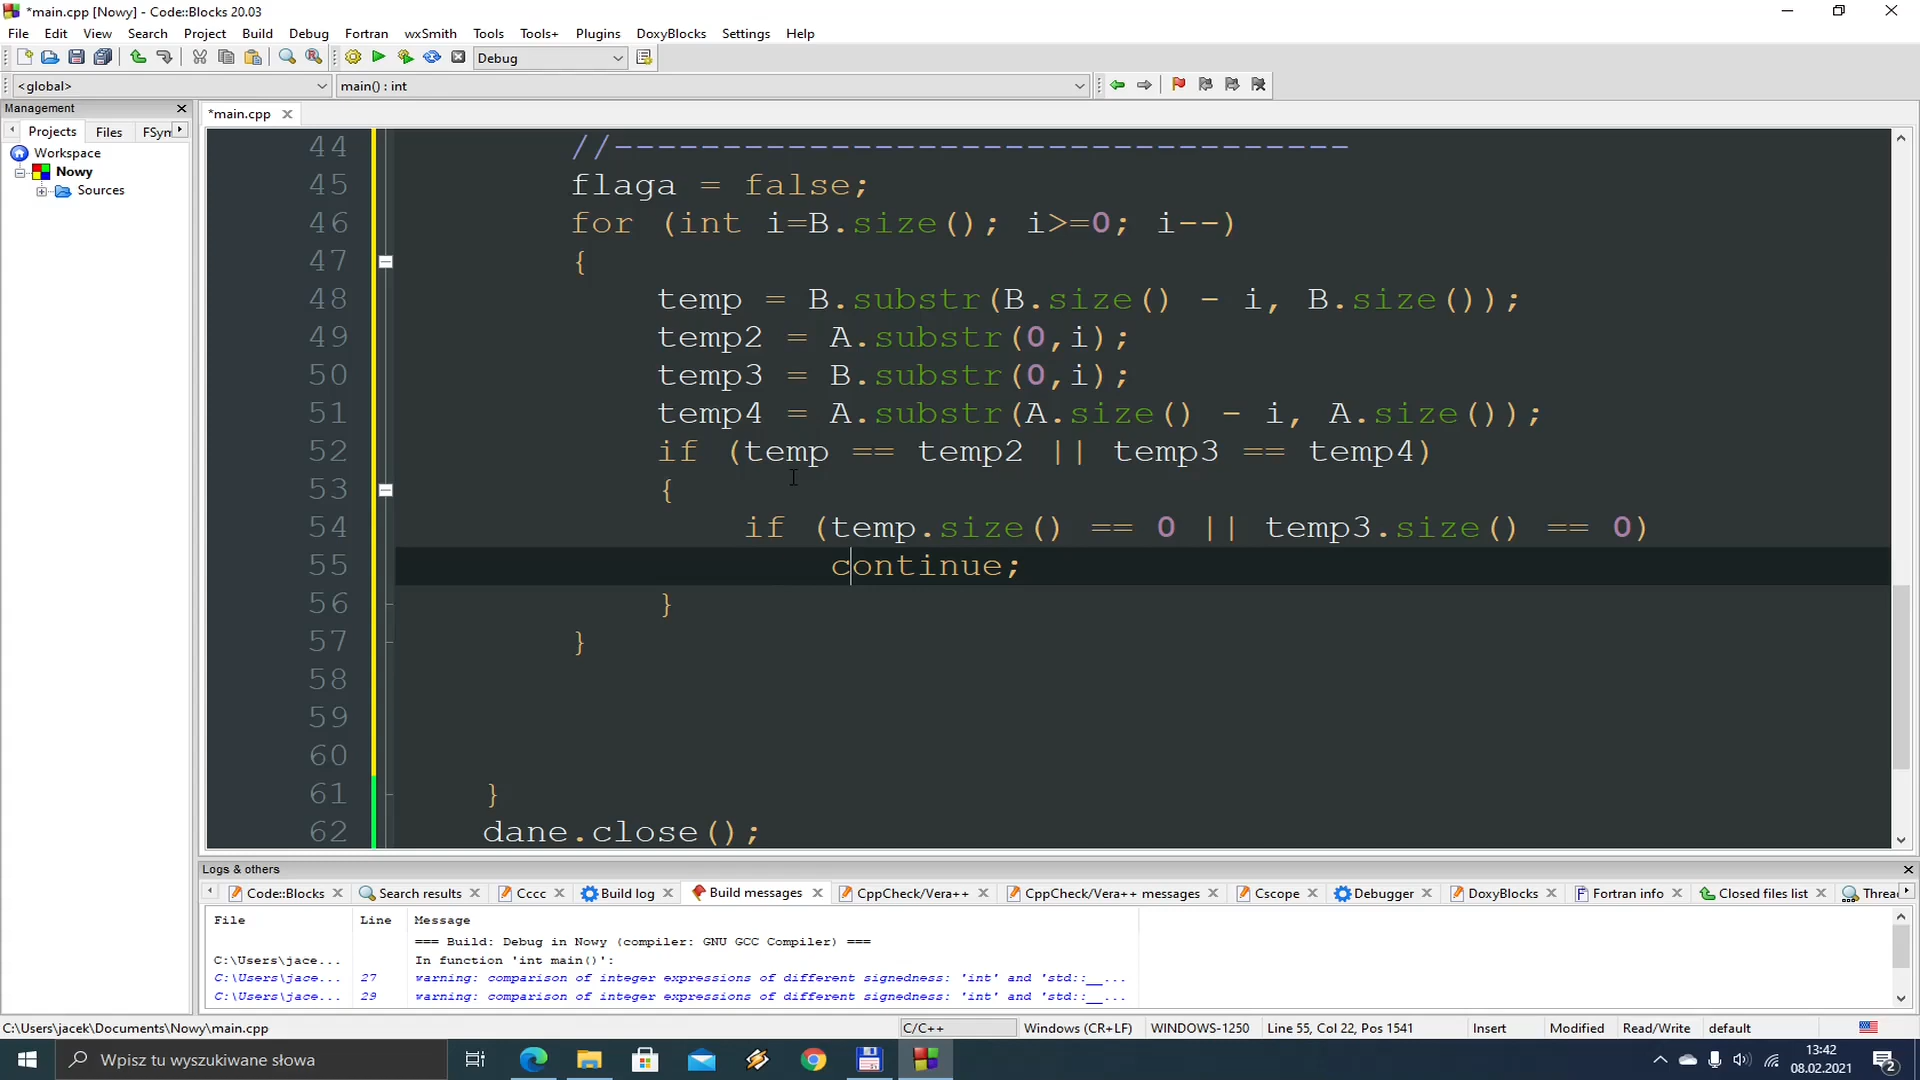 *main.cpp [Nowy] - Code::Blocks 20.03
File Edit View Search Project Build Debug Fortran wxSmith Tools Tools+ Plugins DoxyBlocks Settings Help
Debug
<global> main() : int
Management
*main.cpp
Projects Files FSyn
Workspace
Nowy
Sources
44 //----------------------------------
45 flaga = false;
46 for (int i=B.size(); i>=0; i--)
47 {
48 temp = B.substr(B.size() - i, B.size());
49 temp2 = A.substr(0,i);
50 temp3 = B.substr(0,i);
51 temp4 = A.substr(A.size() - i, A.size());
52 if (temp == temp2 || temp3 == temp4)
53 {
54 if (temp.size() == 0 || temp3.size() == 0)
55 continue;
56 }
57 }
58
59
60
61 }
62 dane.close();
Logs & others
Code::Blocks Search results Cccc Build log Build messages CppCheck/Vera++ CppCheck/Vera++ messages Cscope Debugger DoxyBlocks Fortran info Closed files list Threa
File Line Message
=== Build: Debug in Nowy (compiler: GNU GCC Compiler) ===
C:\Users\jace... In function 'int main()':
C:\Users\jace... 27 warning: comparison of integer expressions of different signedness: 'int' and 'std::__...
C:\Users\jace... 29 warning: comparison of integer expressions of different signedness: 'int' and 'std::__...
C:\Users\jacek\Documents\Nowy\main.cpp C/C++ Windows (CR+LF) WINDOWS-1250 Line 55, Col 22, Pos 1541 Insert Modified Read/Write default
Wpisz tu wyszukiwane słowa
13:42
08.02.2021
2